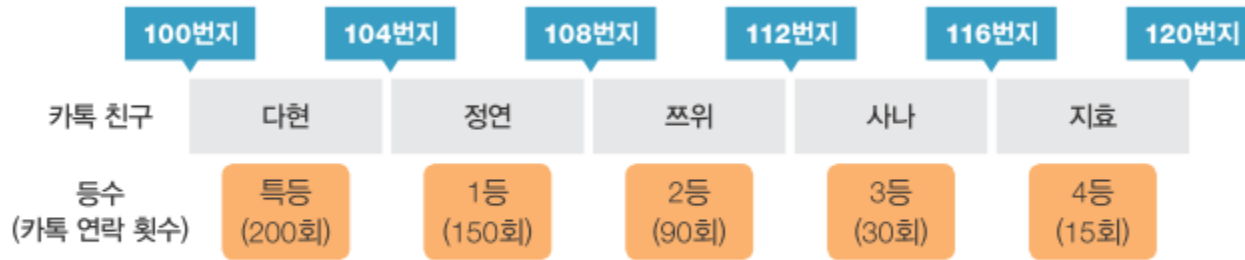 100번지 104번지 108번지 112번지 116번지 120번지
카톡 친구 다현 정연 쯔위 사나 지효
등수 특등 1등 2등 3등 4등
(카톡 연락 횟수) (200회) (150회) (90회) (30회) (15회)